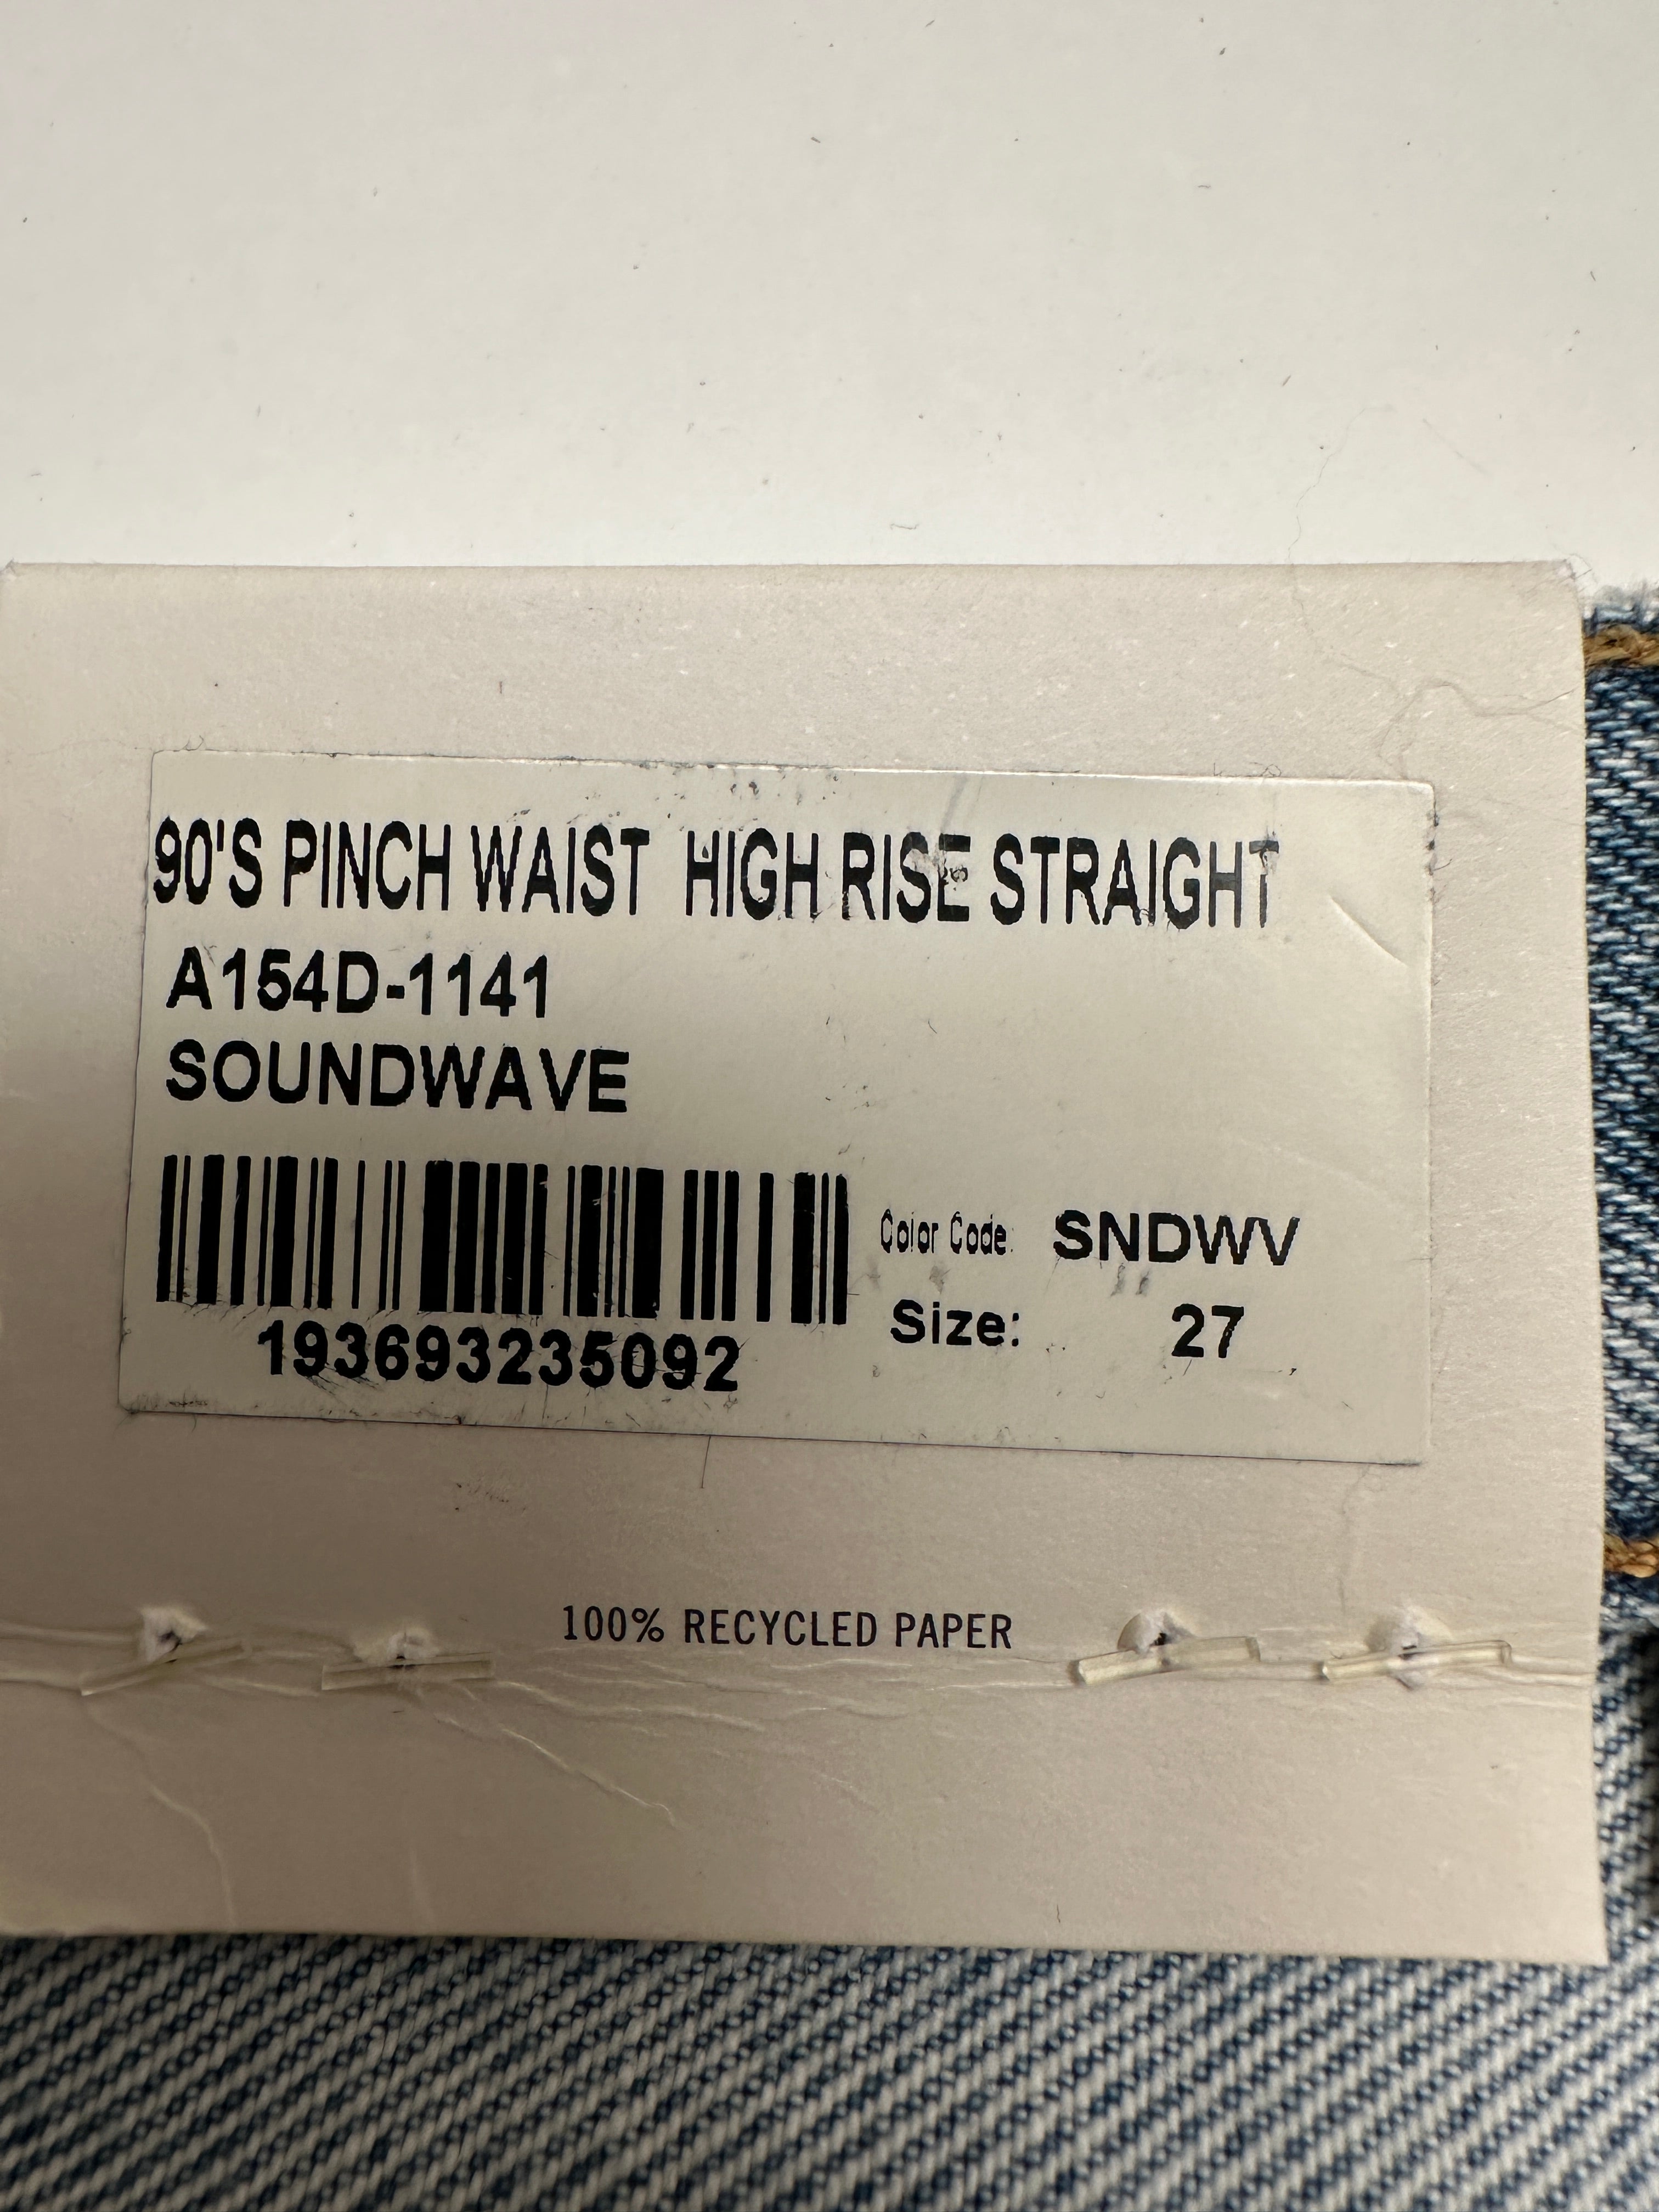 90'S PINCH WAIST HIGH RISE STRAIGHT
A154D-1141
SOUNDWAVE
193693235092
Color Code: SNDWV
Size: 27
100% RECYCLED PAPER